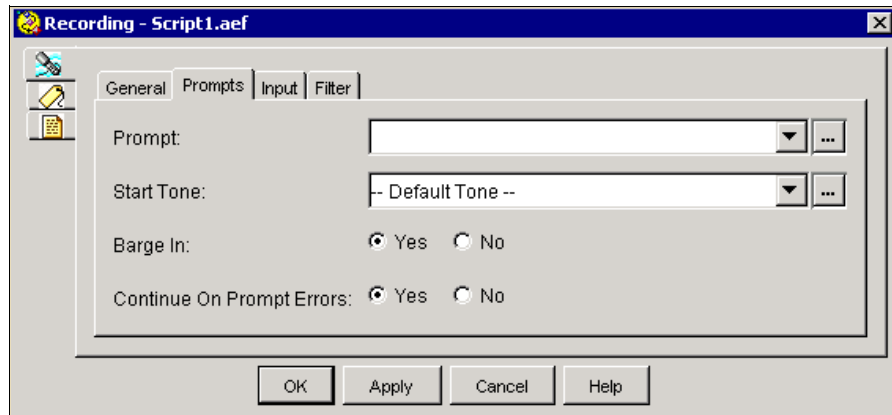 Recording - Script1.aef
General Prompts Input Filter
Prompt: ...
Start Tone: -- Default Tone -- ...
Barge In: Yes No
Continue On Prompt Errors: Yes No
OK Apply Cancel Help